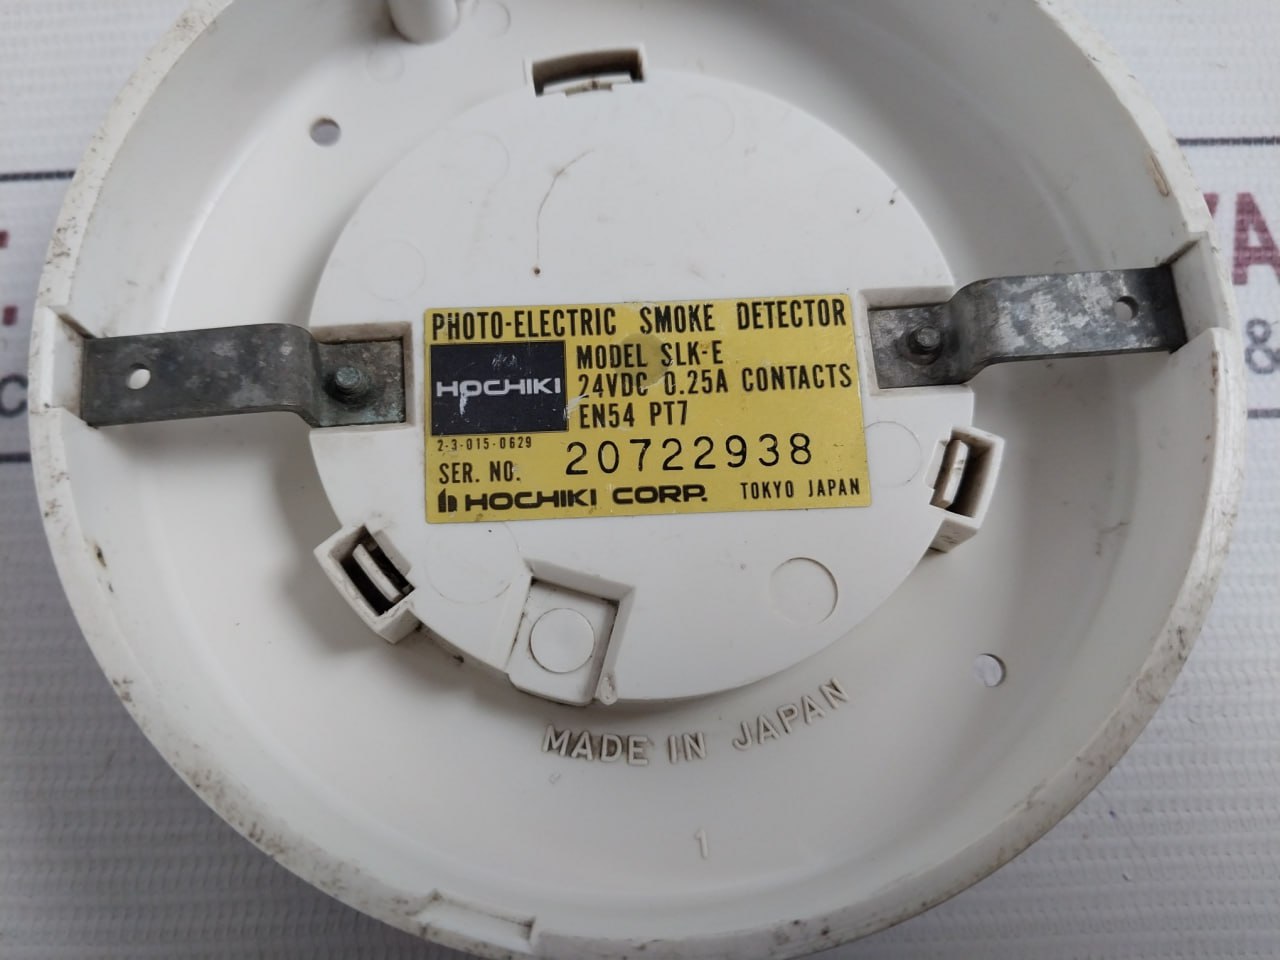 PHOTO-ELECTRIC SMOKE DETECTOR
HOCHIKI
MODEL SLK-E
24VDC 0.25A CONTACTS
EN54 PT7
2-3-015-0629
SER. NO. 20722938
HOCHIKI CORP. TOKYO JAPAN
MADE IN JAPAN
1